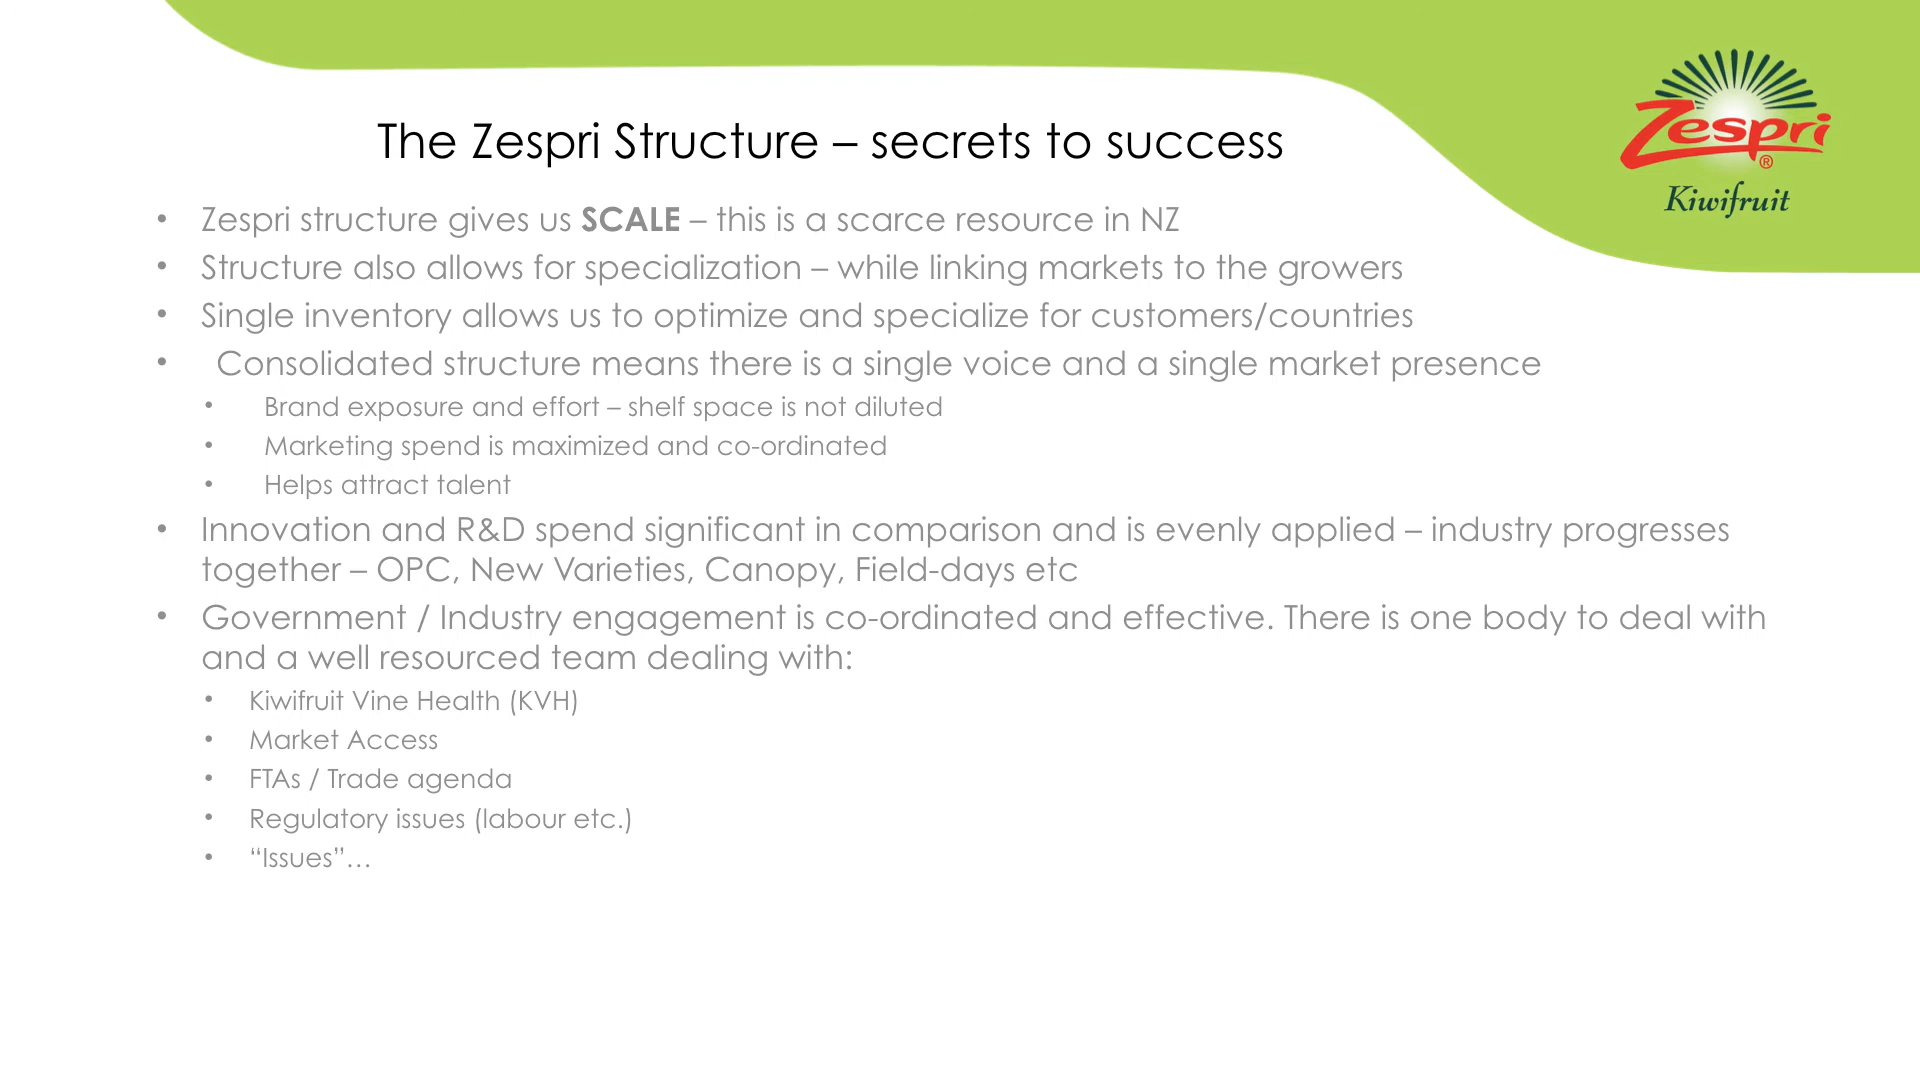 The Zespri Structure – secrets to success
Zespri®
Kiwifruit
• Zespri structure gives us SCALE – this is a scarce resource in NZ
• Structure also allows for specialization – while linking markets to the growers
• Single inventory allows us to optimize and specialize for customers/countries
• Consolidated structure means there is a single voice and a single market presence
• Brand exposure and effort – shelf space is not diluted
• Marketing spend is maximized and co-ordinated
• Helps attract talent
• Innovation and R&D spend significant in comparison and is evenly applied – industry progresses
together – OPC, New Varieties, Canopy, Field-days etc
• Government / Industry engagement is co-ordinated and effective. There is one body to deal with
and a well resourced team dealing with:
• Kiwifruit Vine Health (KVH)
• Market Access
• FTAs / Trade agenda
• Regulatory issues (labour etc.)
• “Issues”…